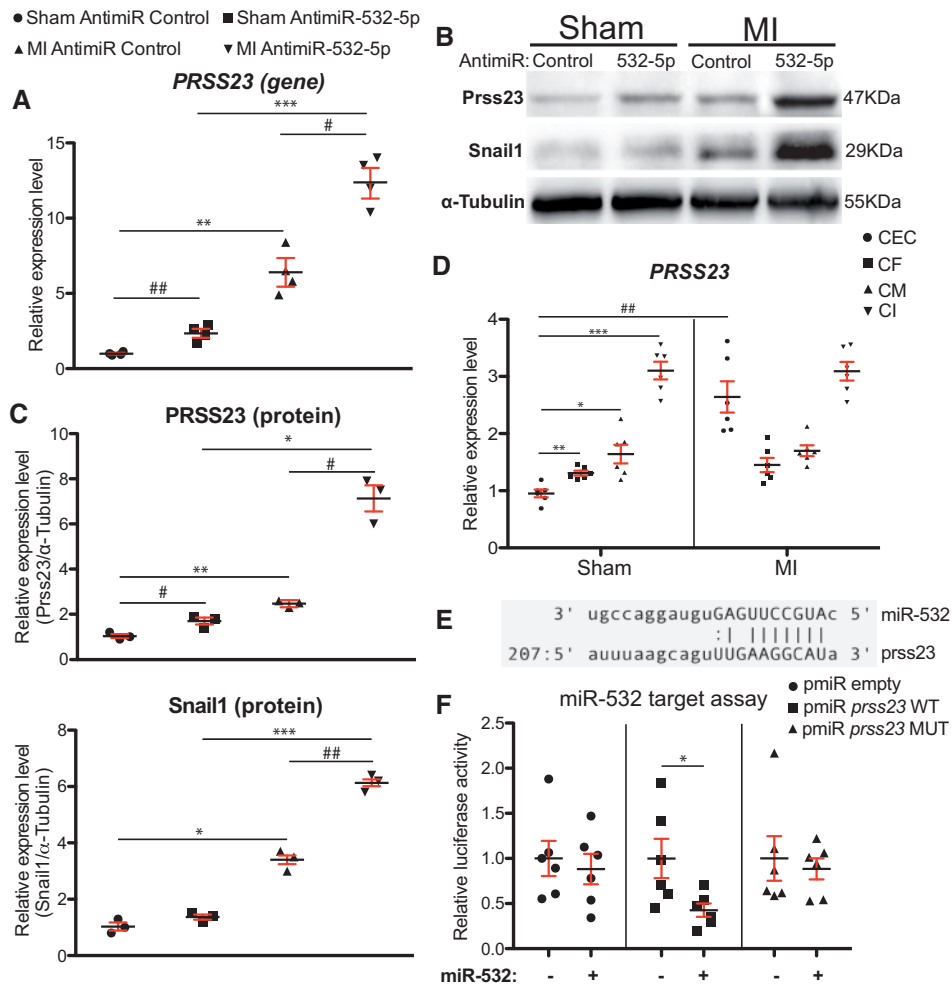 ● Sham AntimiR Control ■ Sham AntimiR-532-5p
▲ MI AntimiR Control ▼ MI AntimiR-532-5p
A
PRSS23 (gene)
Relative expression level
15
10
5
0
##
**
#
***
B
Sham MI
AntimiR: Control 532-5p Control 532-5p
Prss23 47KDa
Snail1 29KDa
α-Tubulin 55KDa
C
PRSS23 (protein)
Relative expression level
(Prss23/α-Tubulin)
10
8
6
4
2
0
#
**
#
*
Snail1 (protein)
Relative expression level
(Snail1/α-Tubulin)
8
6
4
2
0
*
##
***
D
PRSS23
● CEC
■ CF
▲ CM
▼ CI
Relative expression level
4
3
2
1
0
##
***
*
**
Sham MI
E
3' ugccaggauguGAGUUCCGUAc 5' miR-532
:| |||||||
207:5' auuuaagcaguUUGAAGGCAUa 3' prss23
F
miR-532 target assay
● pmiR empty
■ pmiR prss23 WT
▲ pmiR prss23 MUT
Relative luciferase activity
2.5
2.0
1.5
1.0
0.5
0.0
*
miR-532: - + - + - +